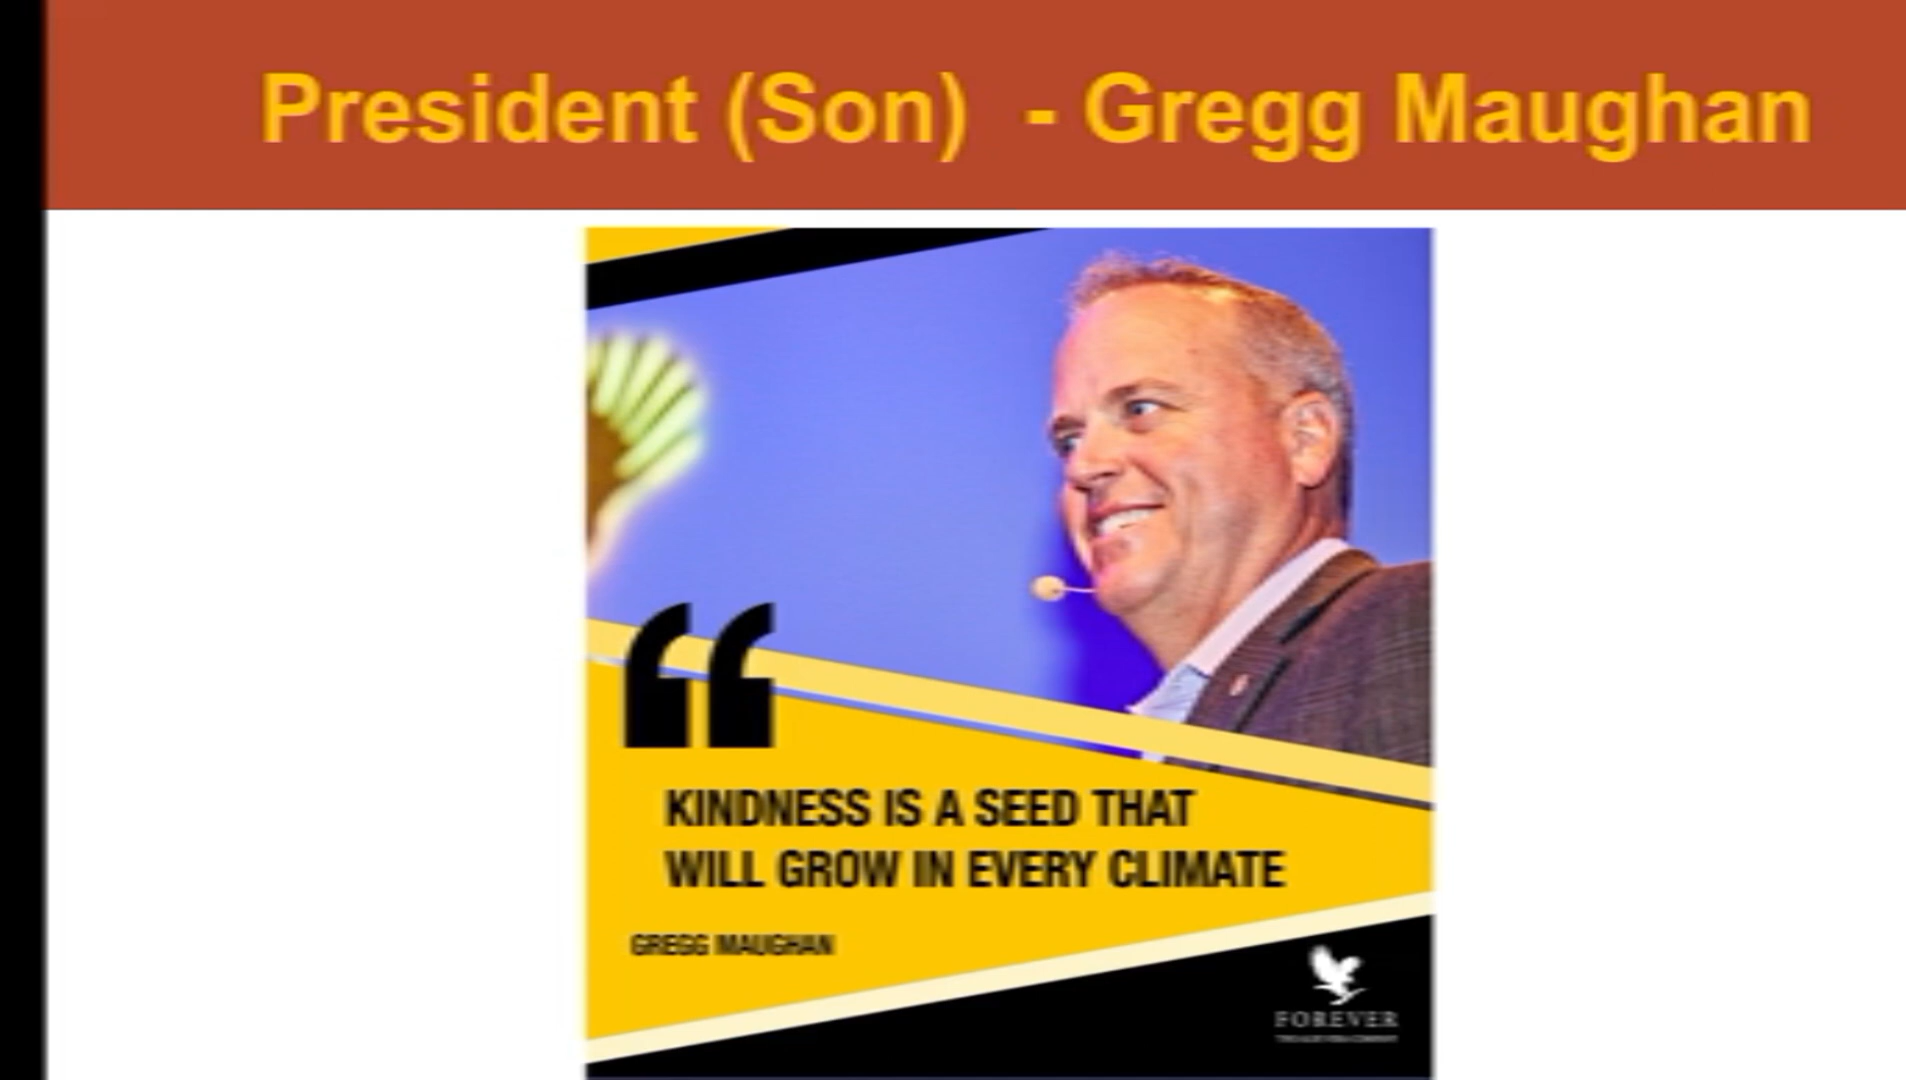 President (Son) - Gregg Maughan
KINDNESS IS A SEED THAT
WILL GROW IN EVERY CLIMATE
GREGG MAUGHAN
FOREVER